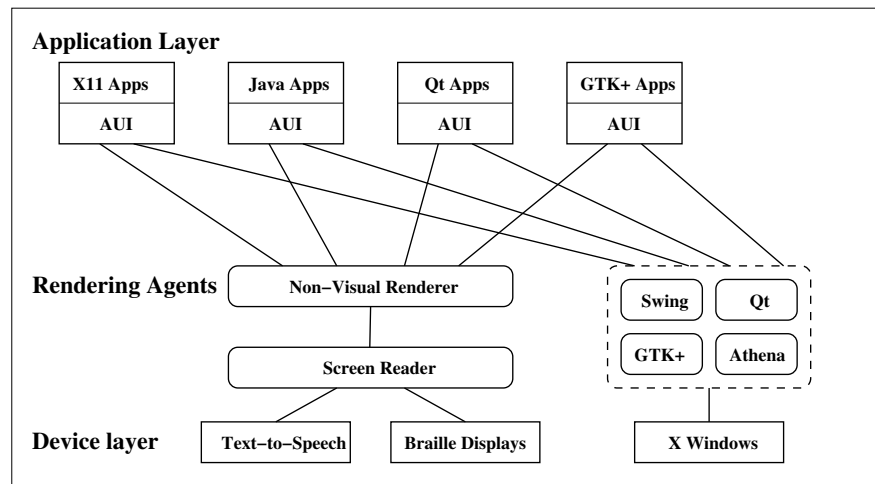 Application Layer
X11 Apps
Java Apps
Qt Apps
GTK+ Apps
AUI
AUI
AUI
AUI
Rendering Agents
Non−Visual Renderer
Swing
Qt
Screen Reader
GTK+
Athena
Device layer
Text−to−Speech
Braille Displays
X Windows